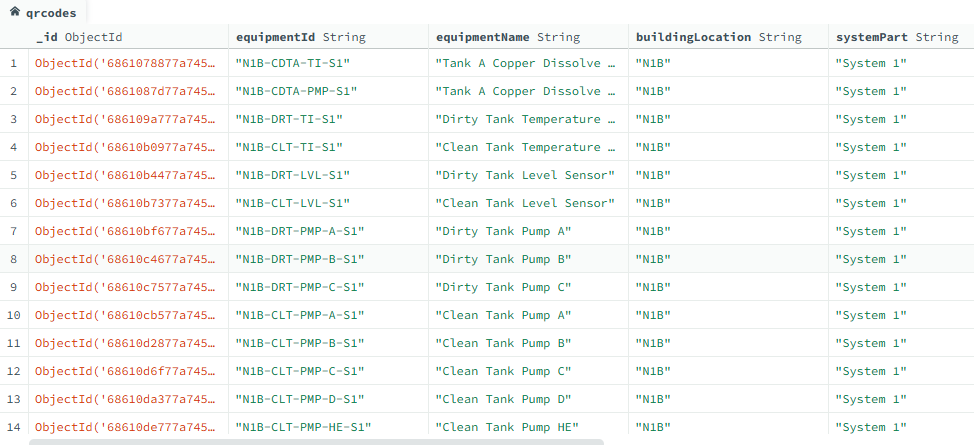 qrcodes
_id ObjectId equipmentId String equipmentName String buildingLocation String systemPart String
1 ObjectId('6861078877a745… "N1B-CDTA-TI-S1" "Tank A Copper Dissolve … "N1B" "System 1"
2 ObjectId('6861087d77a745… "N1B-CDTA-PMP-S1" "Tank A Copper Dissolve … "N1B" "System 1"
3 ObjectId('686109a777a745… "N1B-DRT-TI-S1" "Dirty Tank Temperature … "N1B" "System 1"
4 ObjectId('68610b0977a745… "N1B-CLT-TI-S1" "Clean Tank Temperature … "N1B" "System 1"
5 ObjectId('68610b4477a745… "N1B-DRT-LVL-S1" "Dirty Tank Level Sensor" "N1B" "System 1"
6 ObjectId('68610b7377a745… "N1B-CLT-LVL-S1" "Clean Tank Level Sensor" "N1B" "System 1"
7 ObjectId('68610bf677a745… "N1B-DRT-PMP-A-S1" "Dirty Tank Pump A" "N1B" "System 1"
8 ObjectId('68610c4677a745… "N1B-DRT-PMP-B-S1" "Dirty Tank Pump B" "N1B" "System 1"
9 ObjectId('68610c7577a745… "N1B-DRT-PMP-C-S1" "Dirty Tank Pump C" "N1B" "System 1"
10 ObjectId('68610cb577a745… "N1B-CLT-PMP-A-S1" "Clean Tank Pump A" "N1B" "System 1"
11 ObjectId('68610d2877a745… "N1B-CLT-PMP-B-S1" "Clean Tank Pump B" "N1B" "System 1"
12 ObjectId('68610d6f77a745… "N1B-CLT-PMP-C-S1" "Clean Tank Pump C" "N1B" "System 1"
13 ObjectId('68610da377a745… "N1B-CLT-PMP-D-S1" "Clean Tank Pump D" "N1B" "System 1"
14 ObjectId('68610de777a745… "N1B-CLT-PMP-HE-S1" "Clean Tank Pump HE" "N1B" "System 1"